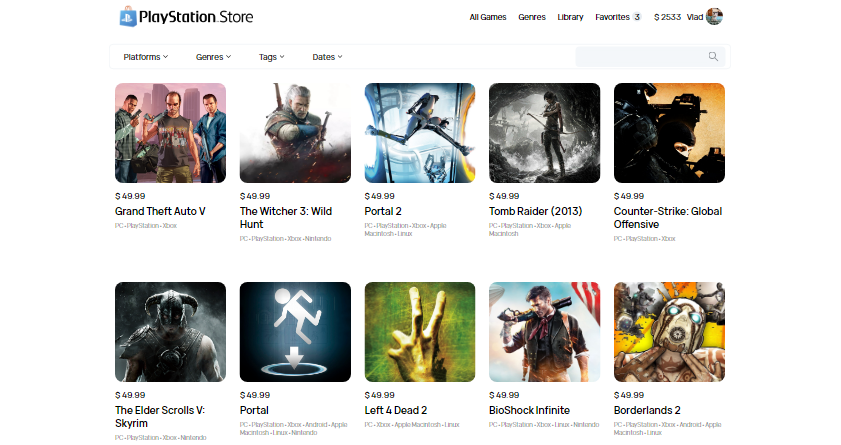 PlayStation.Store
All Games Genres Library Favorites 3 $ 2533 Vlad
Platforms Genres Tags Dates
$ 49.99 $ 49.99 $ 49.99 $ 49.99 $ 49.99
Grand Theft Auto V
PC • PlayStation • Xbox
The Witcher 3: Wild
Hunt
PC • PlayStation • Xbox • Nintendo
Portal 2
PC • PlayStation • Xbox • Apple
Macintosh • Linux
Tomb Raider (2013)
PC • PlayStation • Xbox • Apple
Macintosh
Counter-Strike: Global
Offensive
PC • PlayStation • Xbox
$ 49.99 $ 49.99 $ 49.99 $ 49.99 $ 49.99
The Elder Scrolls V:
Skyrim
PC • PlayStation • Xbox • Nintendo
Portal
PC • PlayStation • Xbox • Android • Apple
Macintosh • Linux • Nintendo
Left 4 Dead 2
PC • Xbox • Apple Macintosh • Linux
BioShock Infinite
PC • PlayStation • Xbox • Linux • Nintendo
Borderlands 2
PC • PlayStation • Xbox • Android • Apple
Macintosh • Linux